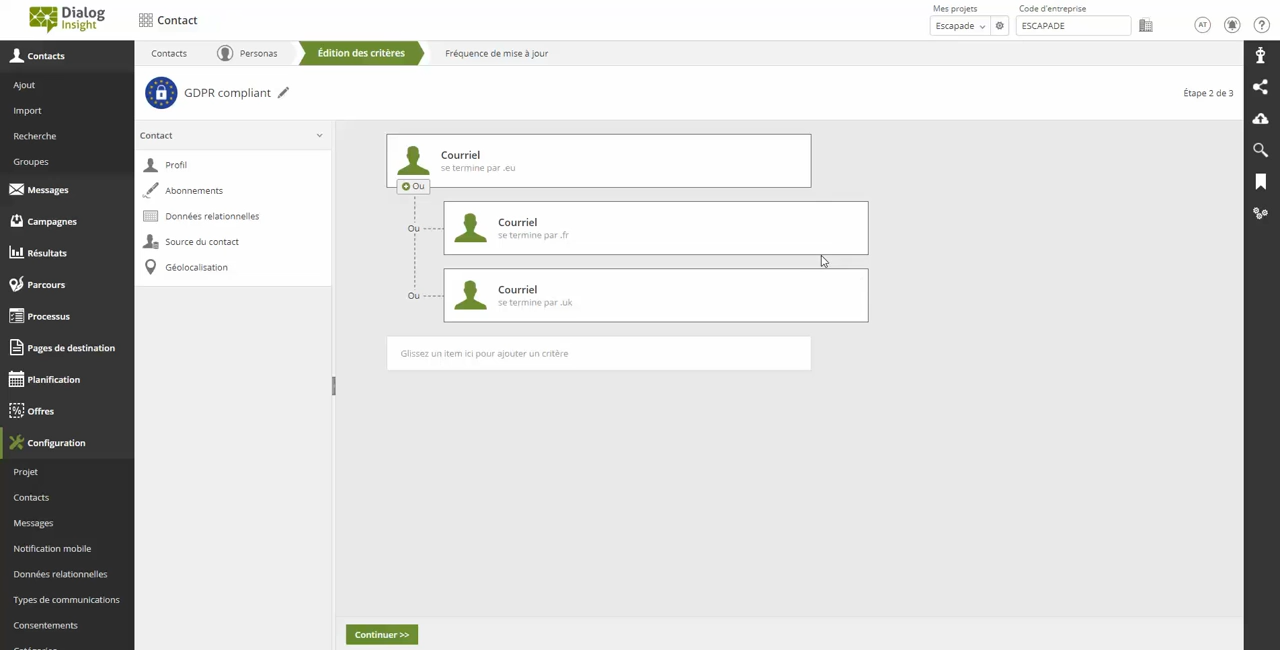 Dialog
Insight
Contact
Mes projets
Escapade
Code d'entreprise
ESCAPADE
AT
?
Contacts
Ajout
Import
Recherche
Groupes
Messages
Campagnes
Résultats
Parcours
Processus
Pages de destination
Planification
Offres
Configuration
Projet
Contacts
Messages
Notification mobile
Données relationnelles
Types de communications
Consentements
Contacts
Personas
Édition des critères
Fréquence de mise à jour
GDPR compliant
Étape 2 de 3
Contact
Profil
Abonnements
Données relationnelles
Source du contact
Géolocalisation
Courriel
se termine par .eu
Ou
Ou
Courriel
se termine par .fr
Ou
Courriel
se termine par .uk
Glissez un item ici pour ajouter un critère
Continuer >>